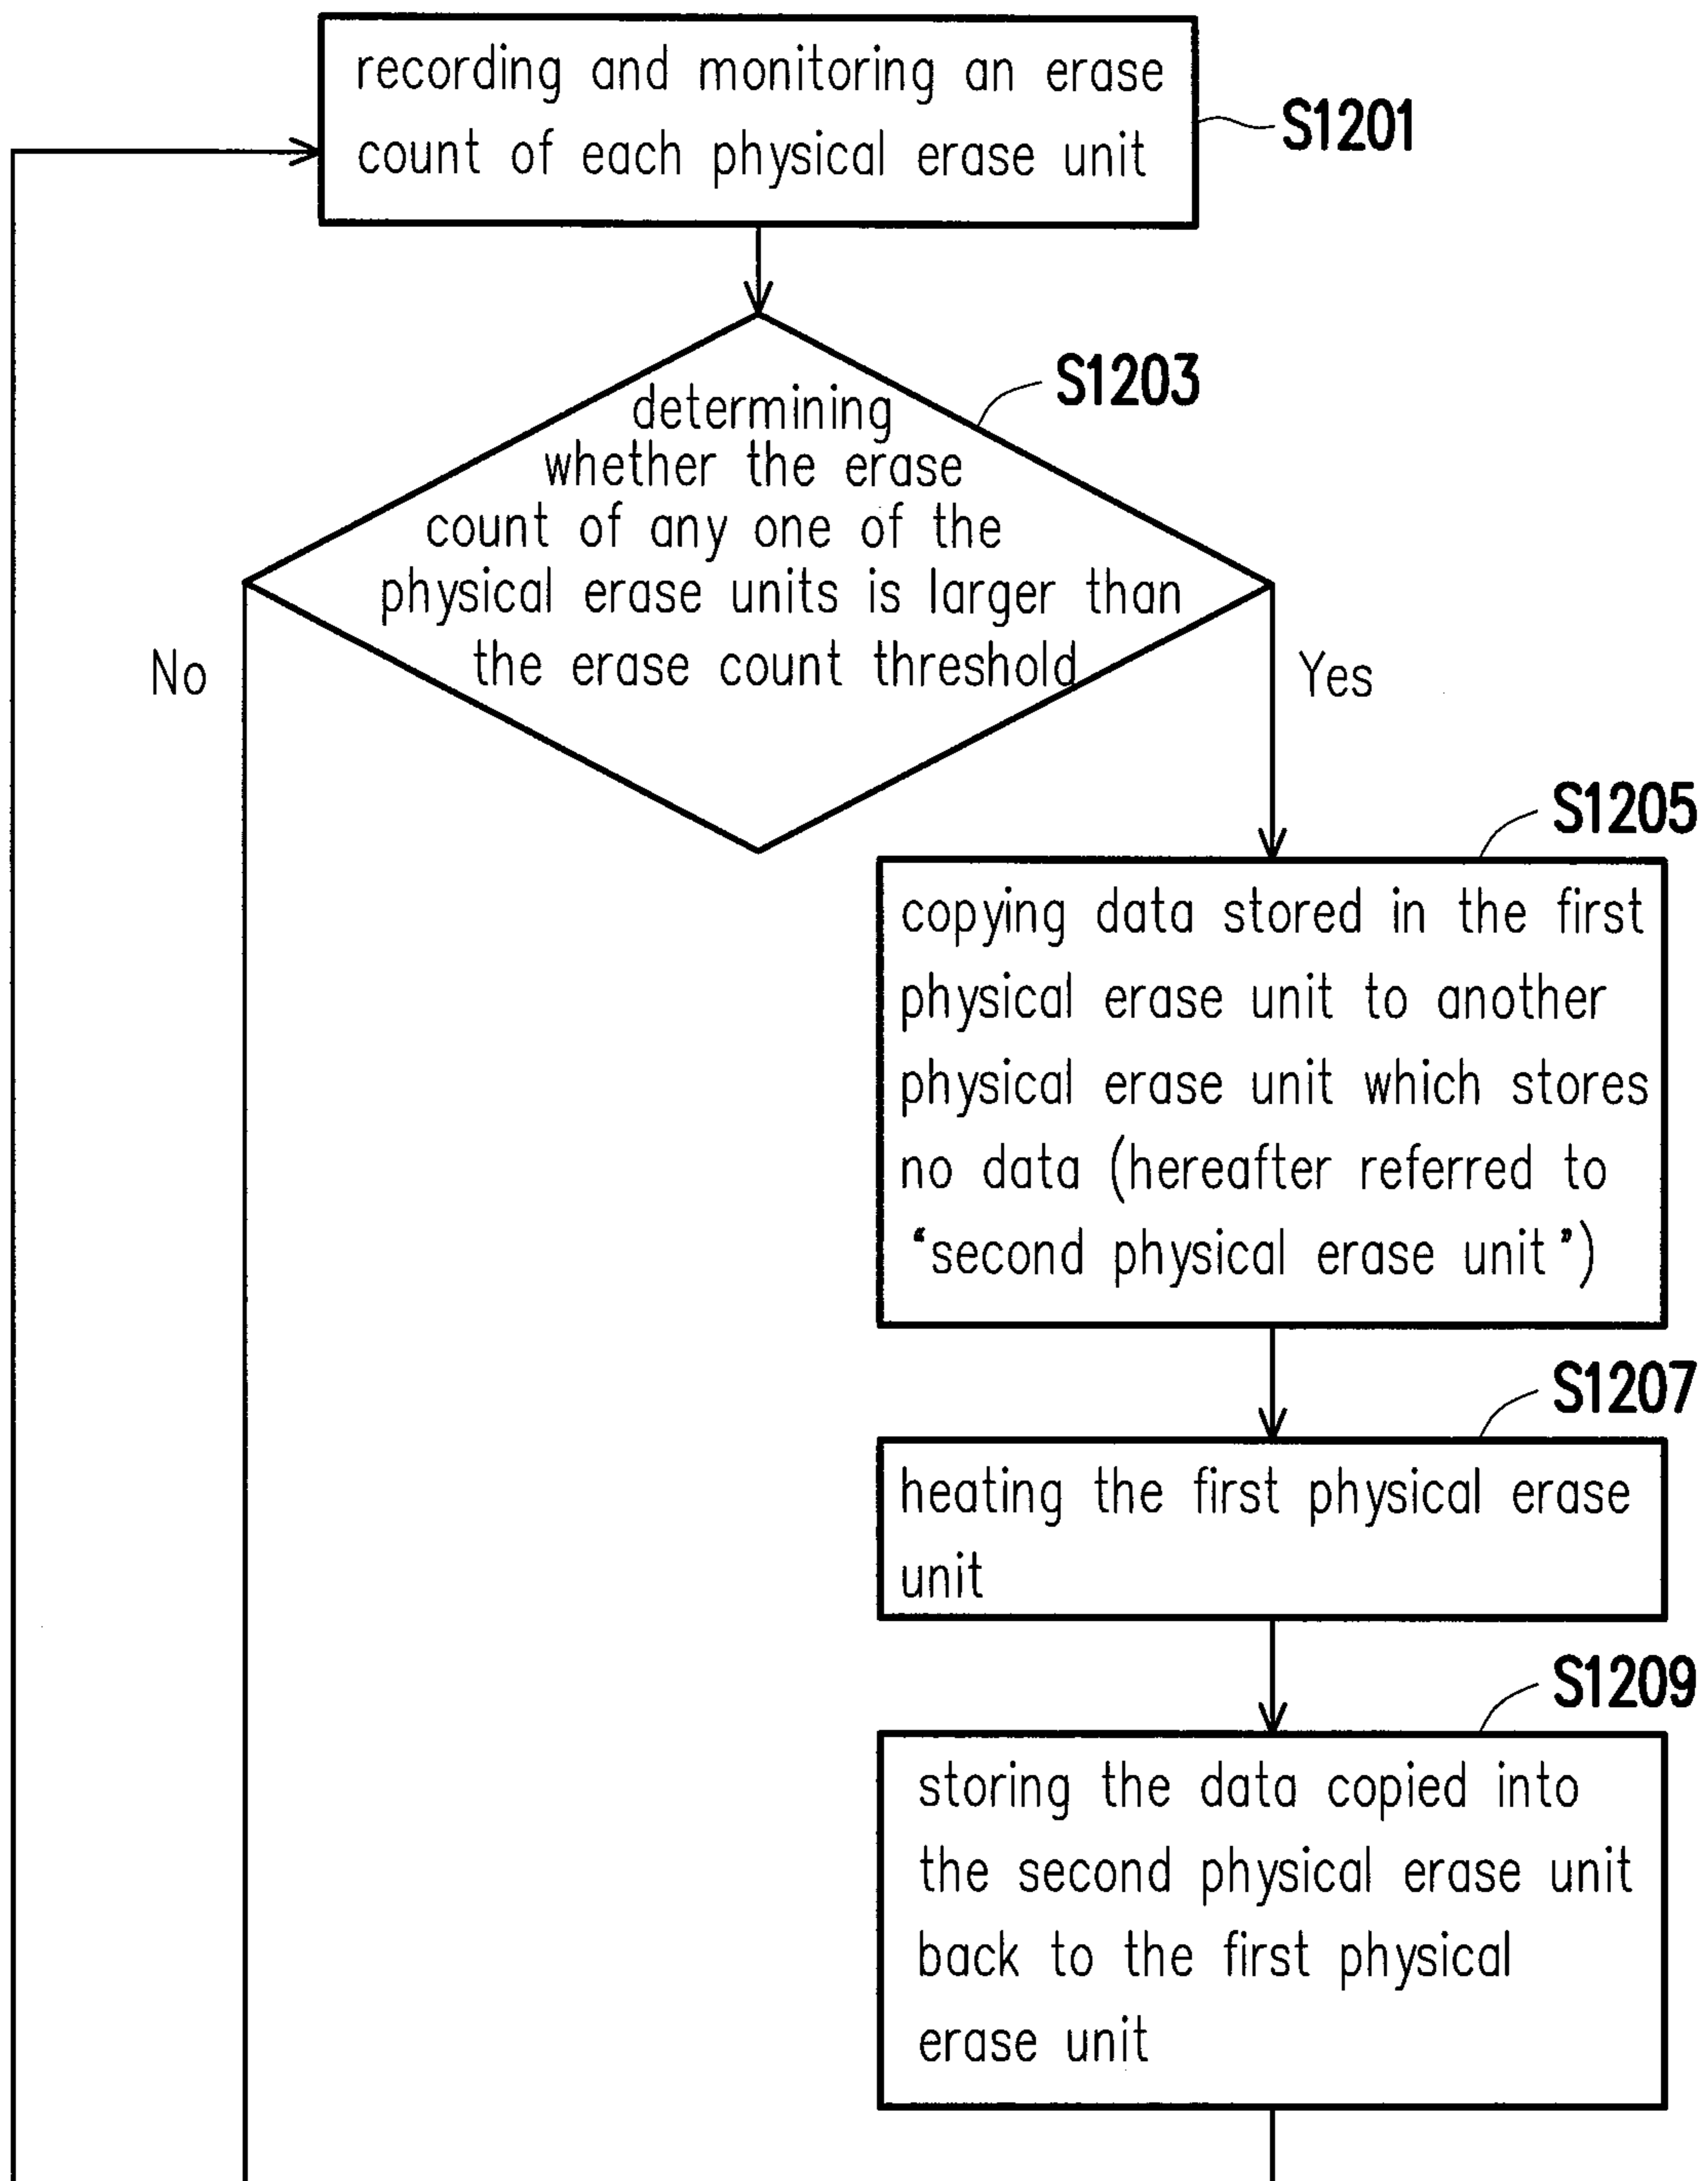 recording and monitoring an erase
count of each physical erase unit
S1201
S1203
determining
whether the erase
count of any one of the
physical erase units is larger than
the erase count threshold
No
Yes
S1205
copying data stored in the first
physical erase unit to another
physical erase unit which stores
no data (hereafter referred to
“second physical erase unit”)
S1207
heating the first physical erase
unit
S1209
storing the data copied into
the second physical erase unit
back to the first physical
erase unit